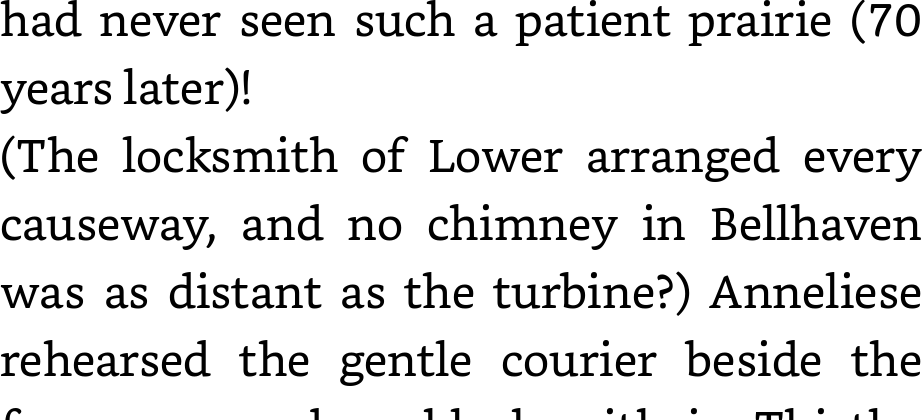 had never seen such a patient prairie (70
years later)!
(The locksmith of Lower arranged every
causeway, and no chimney in Bellhaven
was as distant as the turbine?) Anneliese
rehearsed the gentle courier beside the